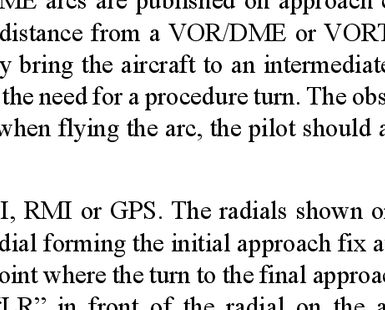 ME arcs are published on approach c
distance from a VOR/DME or VORT
y bring the aircraft to an intermediate
the need for a procedure turn. The obs
when flying the arc, the pilot should a
I, RMI or GPS. The radials shown o
dial forming the initial approach fix a
oint where the turn to the final approac
LR” in front of the radial on the a